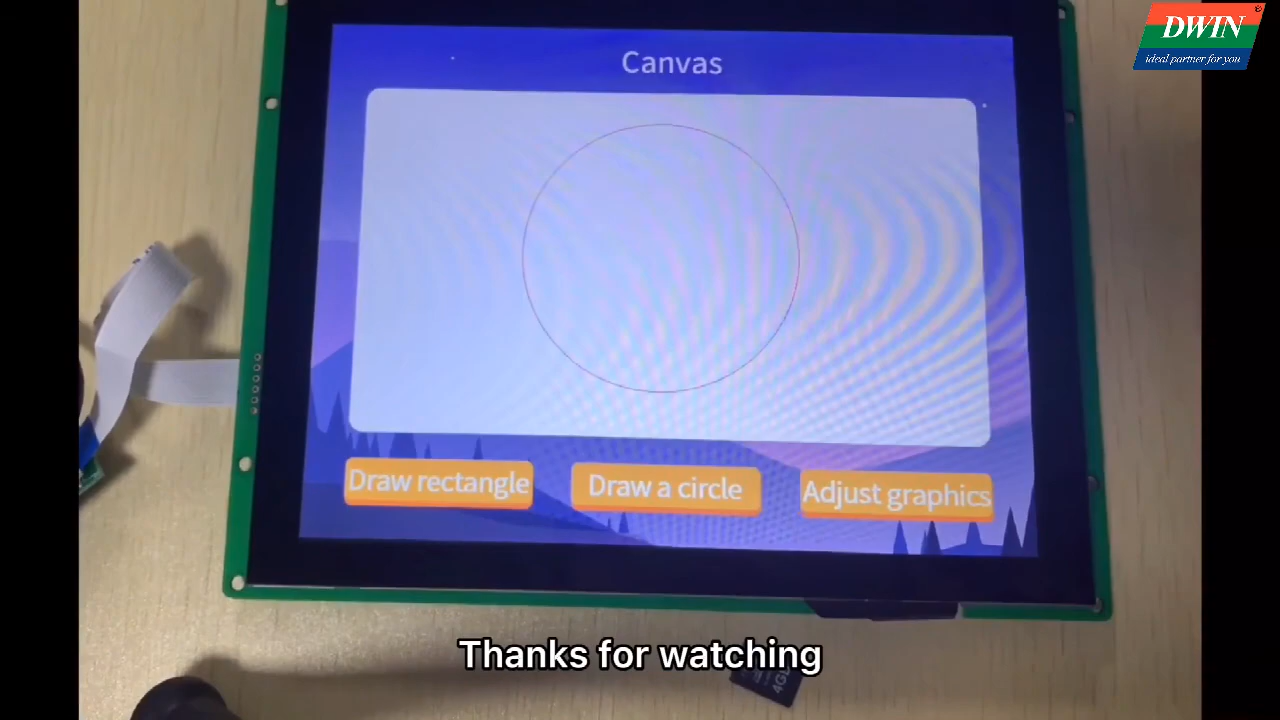 DWIN
®
ideal partner for you
Canvas
Draw rectangle
Draw a circle
Adjust graphics
Thanks for watching
4GB